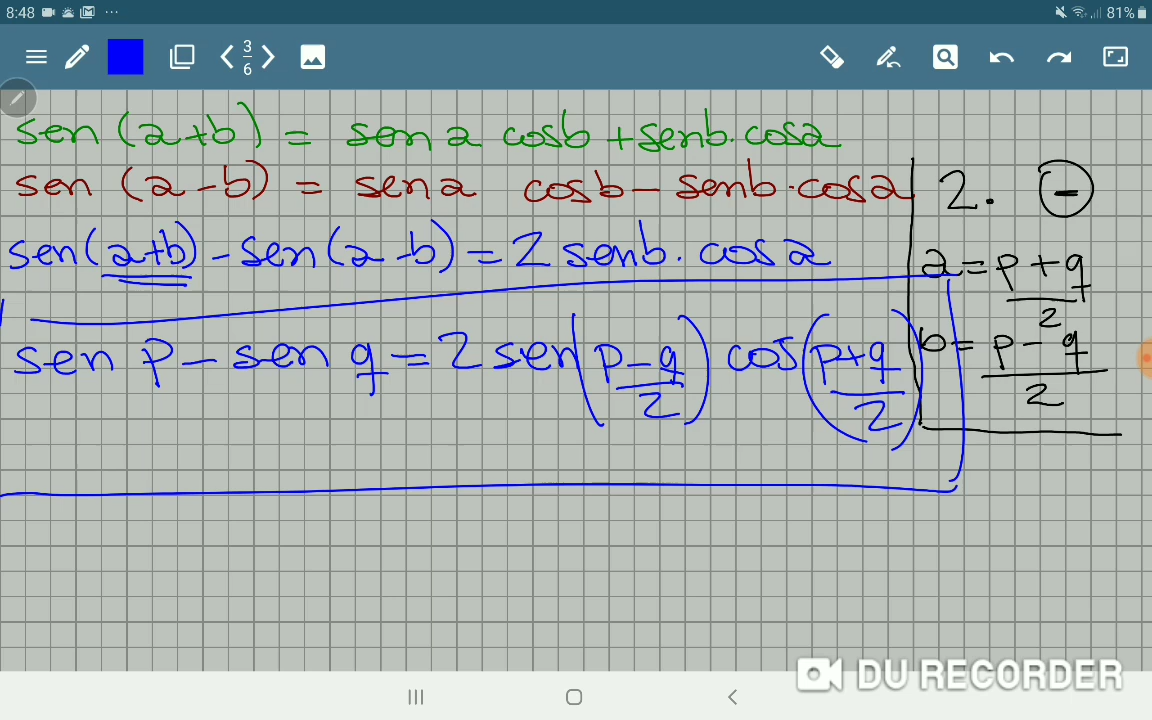 8:48 ... 81%
3
6
sen (a+b) = sen a cos b + sen b . cos a
sen (a-b) = sen a cos b - sen b . cos a
sen(a+b) - sen(a-b) = 2 sen b . cos a
sen p - sen q = 2 sen(p-q/2) cos(p+q/2)
2. -
a = p+q/2
b = p-q/2
DU RECORDER